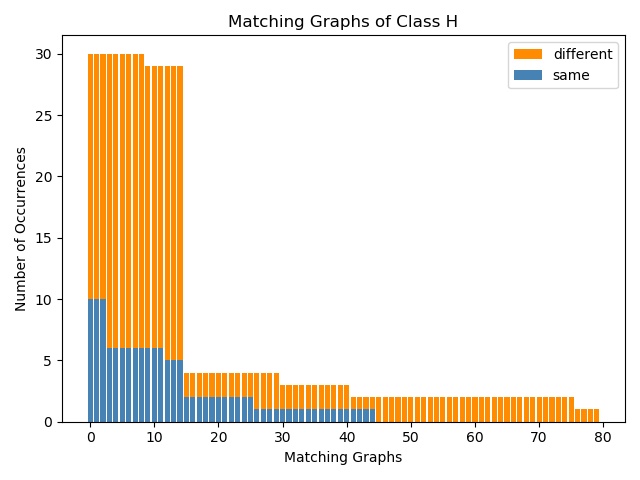 Matching Graphs of Class H
different
same
Number of Occurrences
30
25
20
15
10
5
0
0 10 20 30 40 50 60 70 80
Matching Graphs